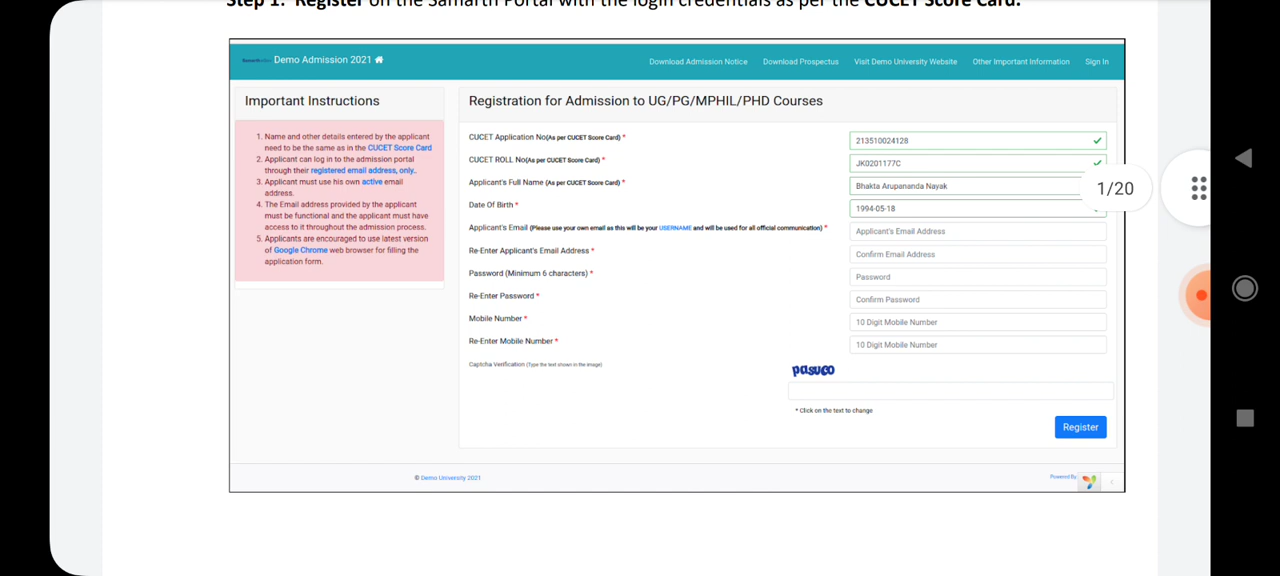 Step 1: Register on the Samarth Portal with the login credentials as per the CUCET Score Card.
Demo Admission 2021
Download Admission Notice
Download Prospectus
Visit Demo University Website
Other Important Information
Sign In
Important Instructions
1. Name and other details entered by the applicant
need to be the same as in the CUCET Score Card
2. Applicant can log in to the admission portal
through their registered email address, only..
3. Applicant must use his own active email
address.
4. The Email address provided by the applicant
must be functional and the applicant must have
access to it throughout the admission process.
5. Applicants are encouraged to use latest version
of Google Chrome web browser for filling the
application form.
Registration for Admission to UG/PG/MPHIL/PHD Courses
CUCET Application No(As per CUCET Score Card) *
213510024128
CUCET ROLL No(As per CUCET Score Card) *
JK0201177C
Applicant's Full Name (As per CUCET Score Card) *
Bhakta Arupananda Nayak
1/20
Date Of Birth *
1994-05-18
Applicant's Email (Please use your own email as this will be your USERNAME and will be used for all official communication) *
Applicant's Email Address
Re-Enter Applicant's Email Address *
Confirm Email Address
Password (Minimum 6 characters) *
Password
Re-Enter Password *
Confirm Password
Mobile Number *
10 Digit Mobile Number
Re-Enter Mobile Number *
10 Digit Mobile Number
Captcha Verification (Type the text shown in the image)
pasuco
* Click on the text to change
Register
© Demo University 2021
Powered By